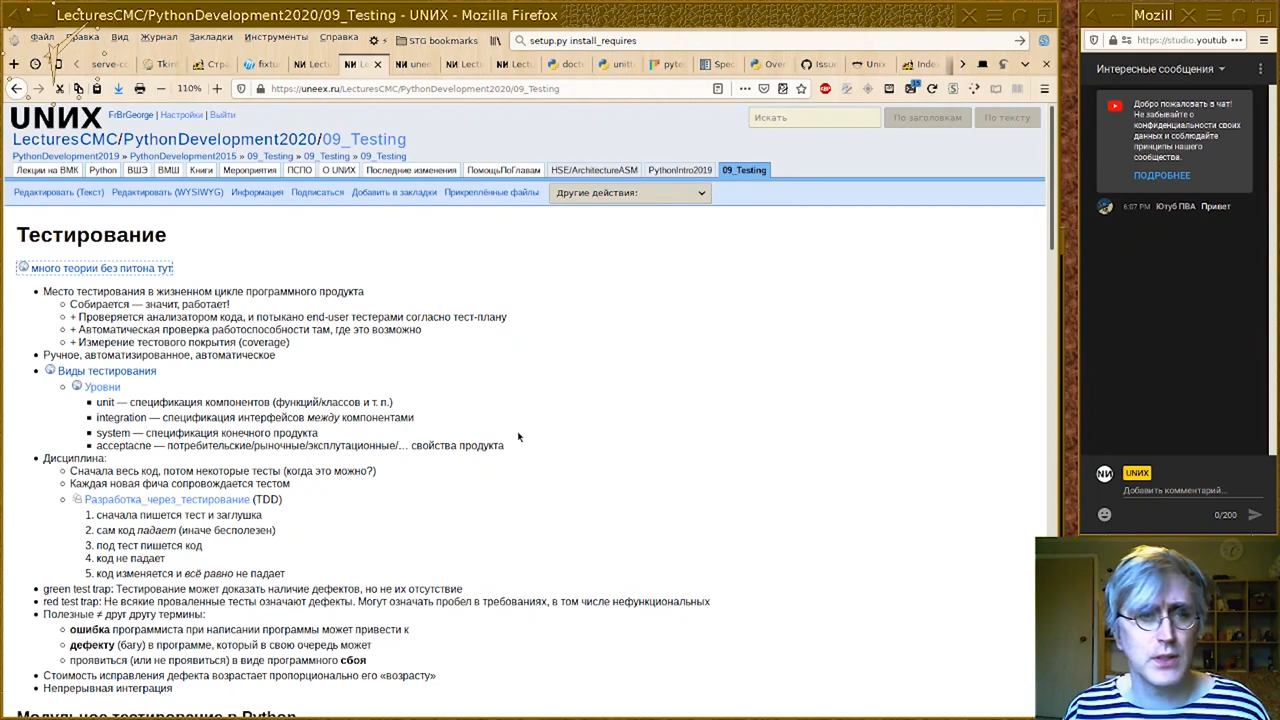 LecturesCMC/PythonDevelopment2020/09_Testing - UNИX - Mozilla Firefox
Файл Правка Вид Журнал Закладки Инструменты Справка STG bookmarks setup.py install_requires
110% https://uneex.ru/LecturesCMC/PythonDevelopment2020/09_Testing
UNИX FrBrGeorge | Настройки | Выйти
Искать По заголовкам По тексту
LecturesCMC/PythonDevelopment2020/09_Testing
PythonDevelopment2019 » PythonDevelopment2015 » 09_Testing » 09_Testing » 09_Testing
Лекции на ВМК Python ВШЭ ВМШ Книги Мероприятия ПСПО О UNИX Последние изменения ПомощьПоГлавам HSE/ArchitectureASM PythonIntro2019 09_Testing
Редактировать (Текст) Редактировать (WYSIWYG) Информация Подписаться Добавить в закладки Прикреплённые файлы Другие действия:
Тестирование
много теории без питона тут
Место тестирования в жизненном цикле программного продукта
Собирается — значит, работает!
+ Проверяется анализатором кода, и потыкано end-user тестерами согласно тест-плану
+ Автоматическая проверка работоспособности там, где это возможно
+ Измерение тестового покрытия (coverage)
Ручное, автоматизированное, автоматическое
Виды тестирования
Уровни
unit — спецификация компонентов (функций/классов и т. п.)
integration — спецификация интерфейсов между компонентами
system — спецификация конечного продукта
acceptacne — потребительские/рыночные/эксплутационные/… свойства продукта
Дисциплина:
Сначала весь код, потом некоторые тесты (когда это можно?)
Каждая новая фича сопровождается тестом
Разработка_через_тестирование (TDD)
1. сначала пишется тест и заглушка
2. сам код падает (иначе бесполезен)
3. под тест пишется код
4. код не падает
5. код изменяется и всё равно не падает
green test trap: Тестирование может доказать наличие дефектов, но не их отсутствие
red test trap: Не всякие проваленные тесты означают дефекты. Могут означать пробел в требованиях, в том числе нефункциональных
Полезные ≠ друг другу термины:
ошибка программиста при написании программы может привести к
дефекту (багу) в программе, который в свою очередь может
проявиться (или не проявиться) в виде программного сбоя
Стоимость исправления дефекта возрастает пропорционально его «возрасту»
Непрерывная интеграция
Модульное тестирование в Python
Mozill
https://studio.youtub
Интересные сообщения
Добро пожаловать в чат!
Не забывайте о
конфиденциальности своих
данных и соблюдайте
принципы нашего
сообщества.
ПОДРОБНЕЕ
6:07 PM Ютуб ПВА Привет
UNИX
Добавить комментарий...
0/200